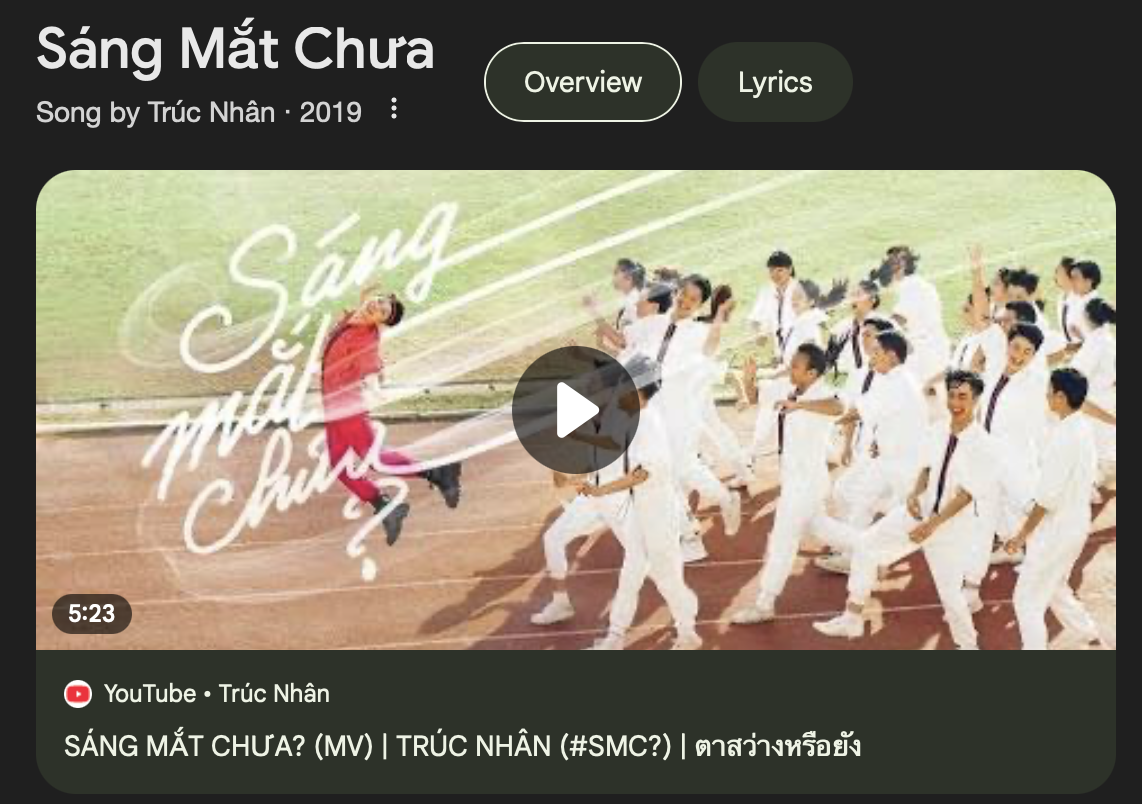 Sáng Mắt Chưa
Song by Trúc Nhân · 2019
Overview
Lyrics
Sáng
mắt
chưa
?
5:23
YouTube • Trúc Nhân
SÁNG MẮT CHƯA? (MV) | TRÚC NHÂN (#SMC?) | ตาสว่างหรือยัง